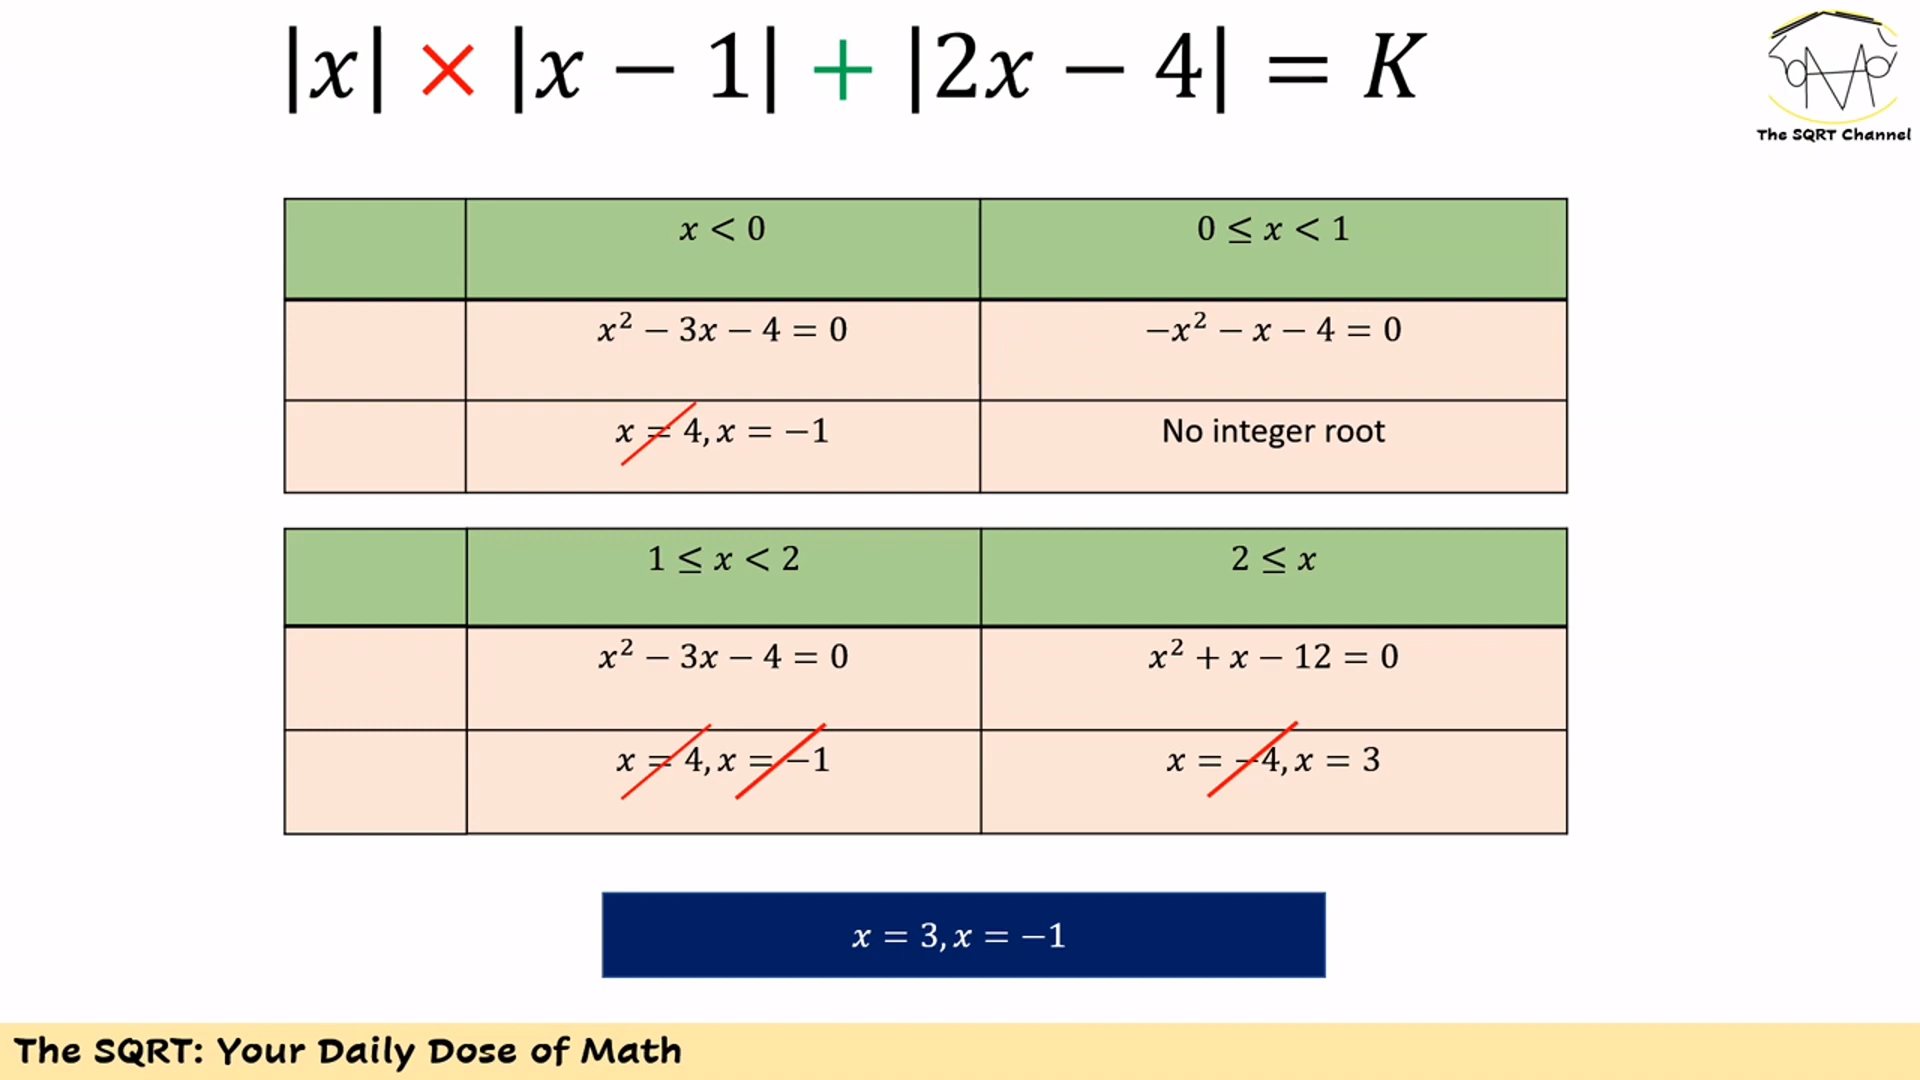 |x| × |x − 1| + |2x − 4| = K
The SQRT Channel
x < 0
0 ≤ x < 1
x² − 3x − 4 = 0
−x² − x − 4 = 0
x = 4, x = −1
No integer root
1 ≤ x < 2
2 ≤ x
x² − 3x − 4 = 0
x² + x − 12 = 0
x = 4, x = −1
x = −4, x = 3
x = 3, x = −1
The SQRT: Your Daily Dose of Math